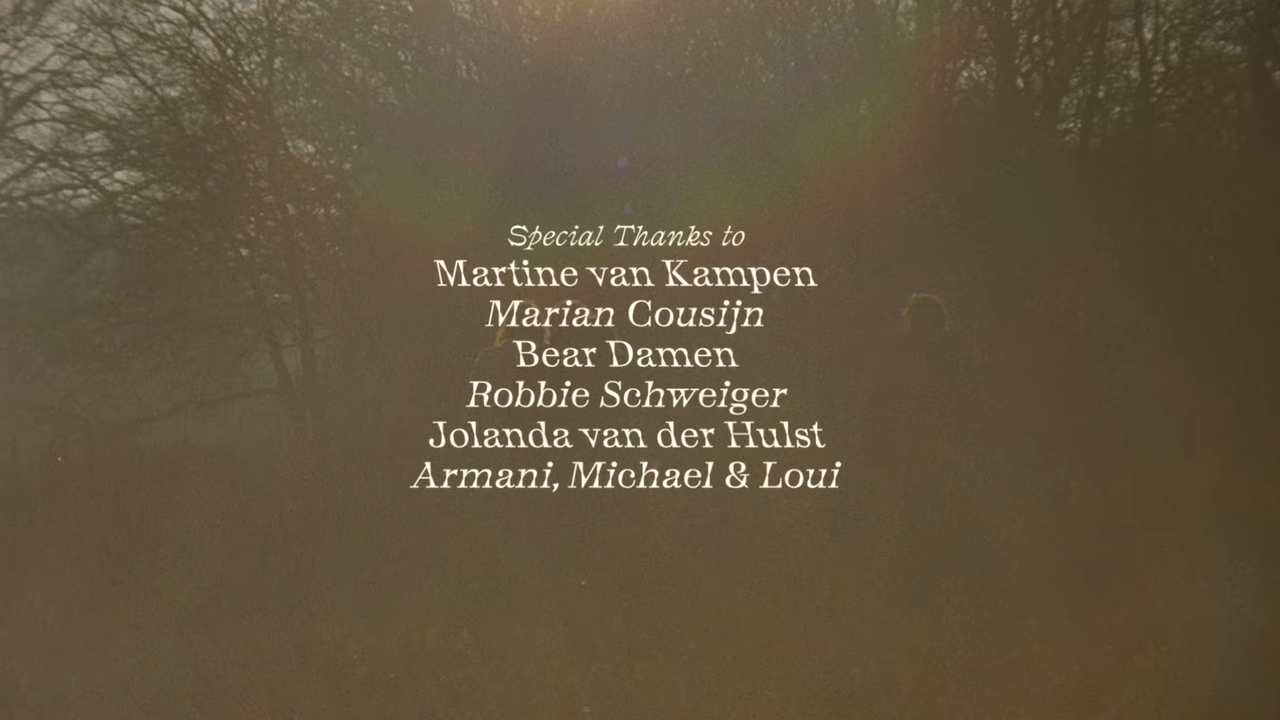 Special Thanks to
Martine van Kampen
Marian Cousijn
Bear Damen
Robbie Schweiger
Jolanda van der Hulst
Armani, Michael & Loui